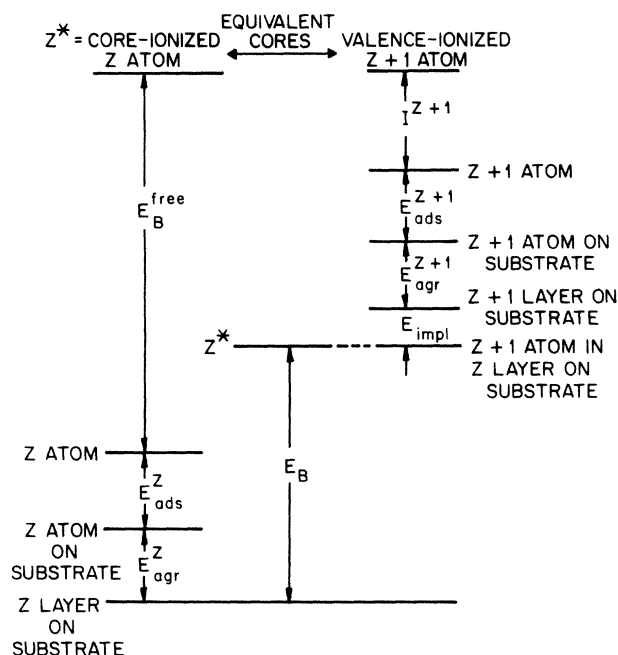 Z* = CORE-IONIZED
Z ATOM
EQUIVALENT
CORES
VALENCE-IONIZED
Z + 1 ATOM
I^{Z + 1}
Z + 1 ATOM
E_{ads}^{Z + 1}
Z + 1 ATOM ON
SUBSTRATE
E_{agr}^{Z + 1}
Z + 1 LAYER ON
SUBSTRATE
E_{impl}
Z + 1 ATOM IN
Z LAYER ON
SUBSTRATE
E_B^{free}
Z*
E_B
Z ATOM
E_{ads}^{Z}
Z ATOM
ON
SUBSTRATE
E_{agr}^{Z}
Z LAYER
ON
SUBSTRATE